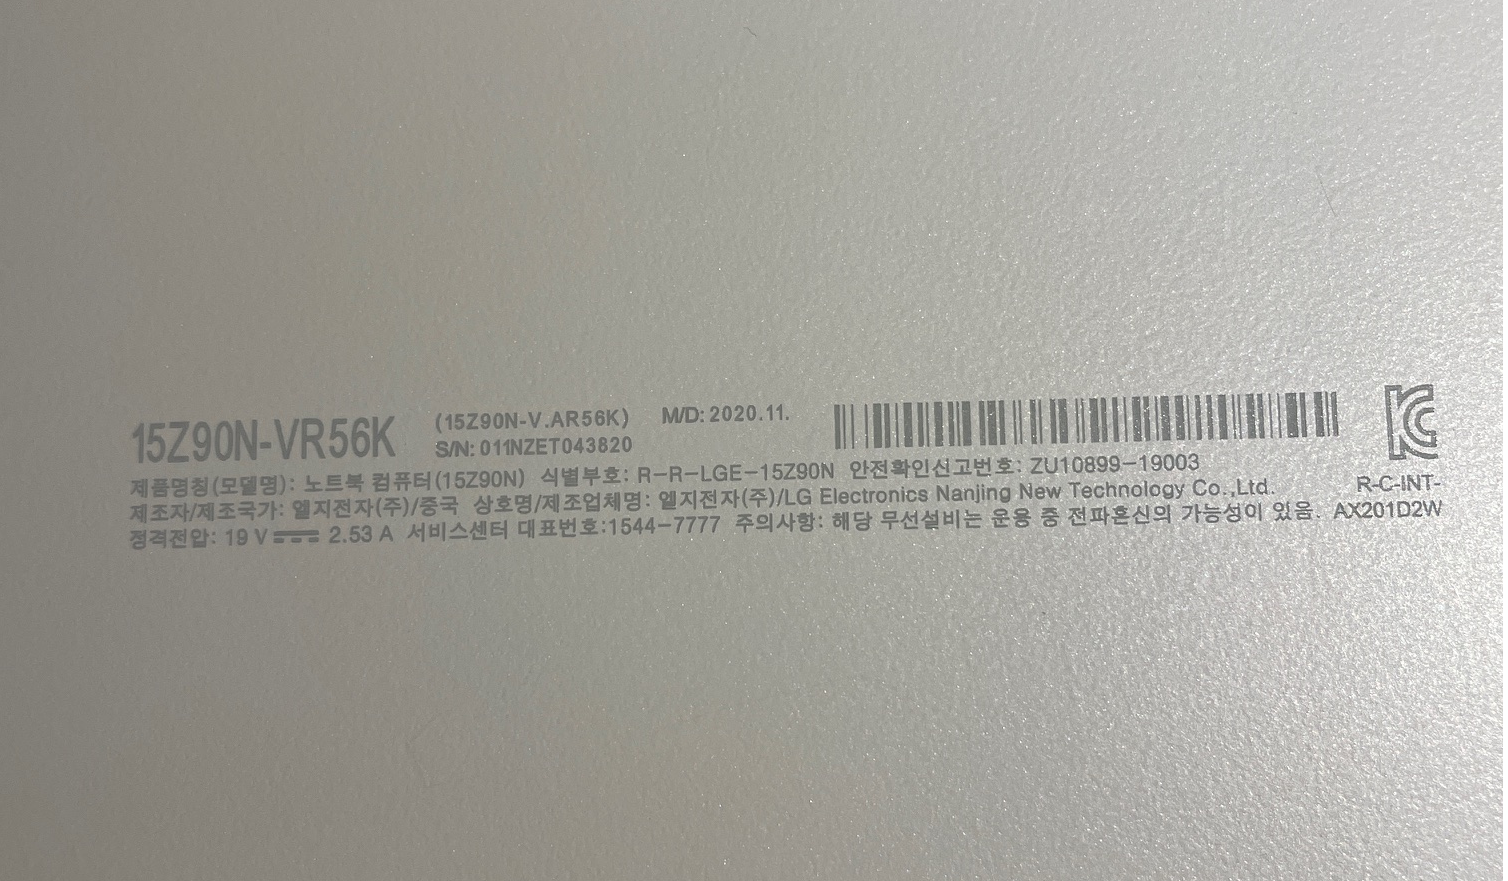 15Z90N-VR56K (15Z90N-V.AR56K) M/D: 2020.11.
S/N: 011NZET043820
제품명칭(모델명): 노트북 컴퓨터(15Z90N) 식별부호: R-R-LGE-15Z90N 안전확인신고번호: ZU10899-19003
제조자/제조국가: 엘지전자(주)/중국 상호명/제조업체명: 엘지전자(주)/LG Electronics Nanjing New Technology Co.,Ltd.
정격전압: 19 V 2.53 A 서비스센터 대표번호:1544-7777 주의사항: 해당 무선설비는 운용 중 전파혼신의 가능성이 있음.
R-C-INT-
AX201D2W